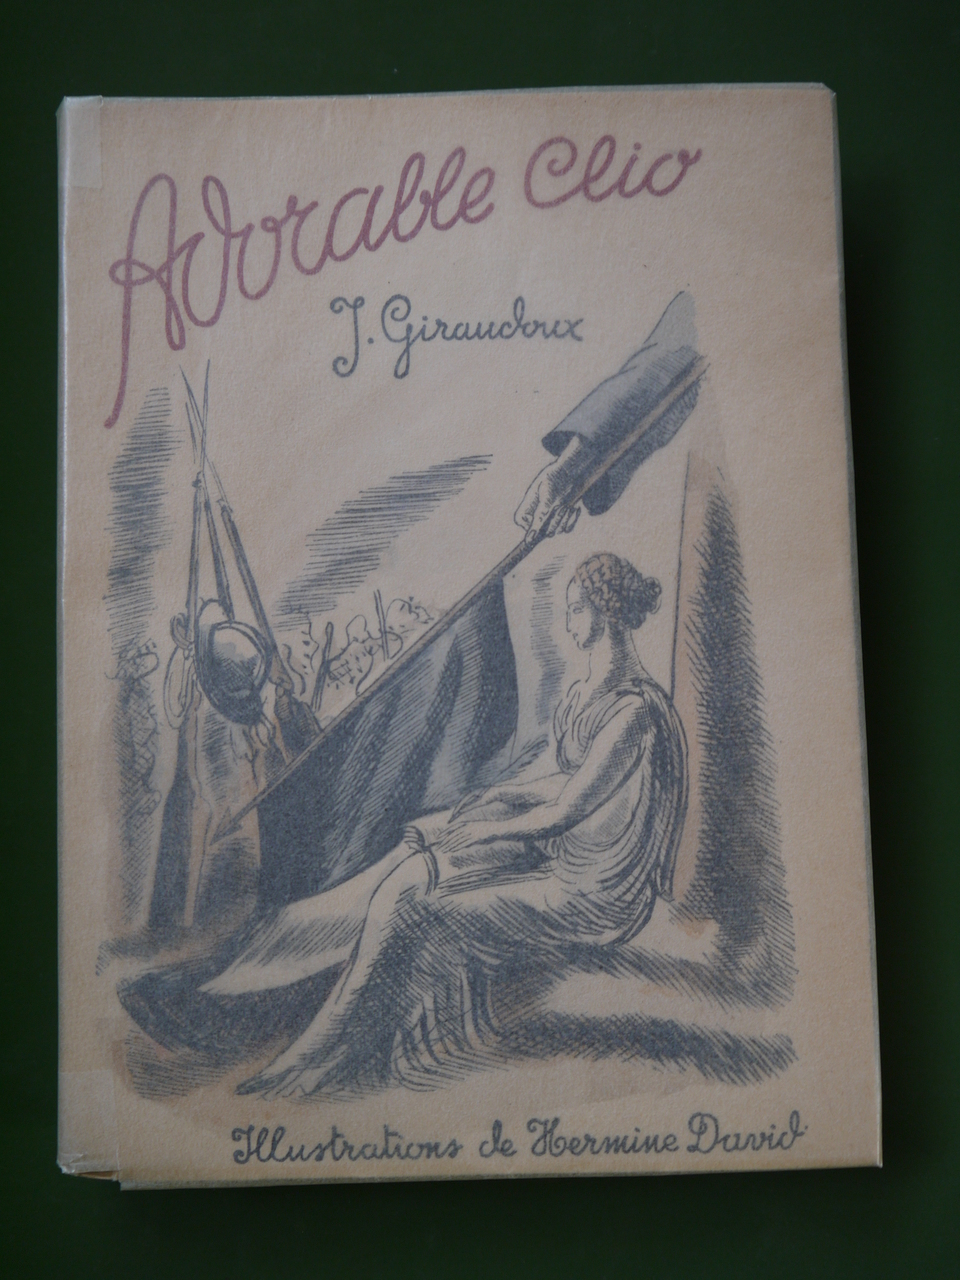 Adorable Clio
J. Giraudoux
Illustrations de Hermine David